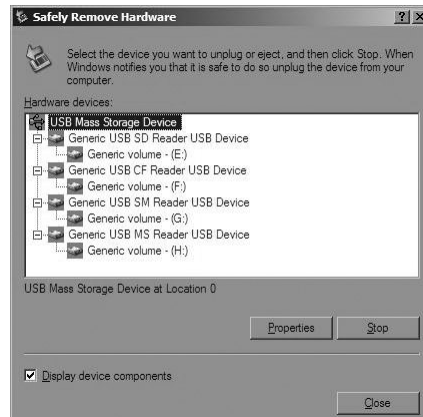 Safely Remove Hardware
Select the device you want to unplug or eject, and then click Stop. When
Windows notifies you that it is safe to do so unplug the device from your
computer.
Hardware devices:
USB Mass Storage Device
Generic USB SD Reader USB Device
Generic volume - (E:)
Generic USB CF Reader USB Device
Generic volume - (F:)
Generic USB SM Reader USB Device
Generic volume - (G:)
Generic USB MS Reader USB Device
Generic volume - (H:)
USB Mass Storage Device at Location 0
Properties
Stop
Display device components
Close